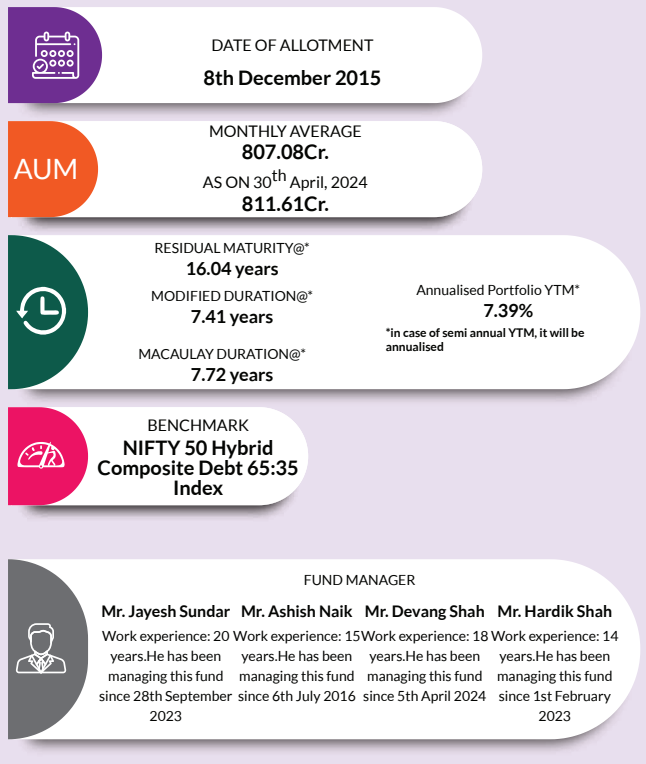 DATE OF ALLOTMENT
8th December 2015
AUM
MONTHLY AVERAGE
807.08Cr.
AS ON 30th April, 2024
811.61Cr.
RESIDUAL MATURITY@*
16.04 years
MODIFIED DURATION@*
7.41 years
MACAULAY DURATION@*
7.72 years
Annualised Portfolio YTM*
7.39%
*in case of semi annual YTM, it will be
annualised
BENCHMARK
NIFTY 50 Hybrid
Composite Debt 65:35
Index
FUND MANAGER
Mr. Jayesh Sundar
Work experience: 20
years.He has been
managing this fund
since 28th September
2023
Mr. Ashish Naik
Work experience: 15
years.He has been
managing this fund
since 6th July 2016
Mr. Devang Shah
Work experience: 18
years.He has been
managing this fund
since 5th April 2024
Mr. Hardik Shah
Work experience: 14
years.He has been
managing this fund
since 1st February
2023